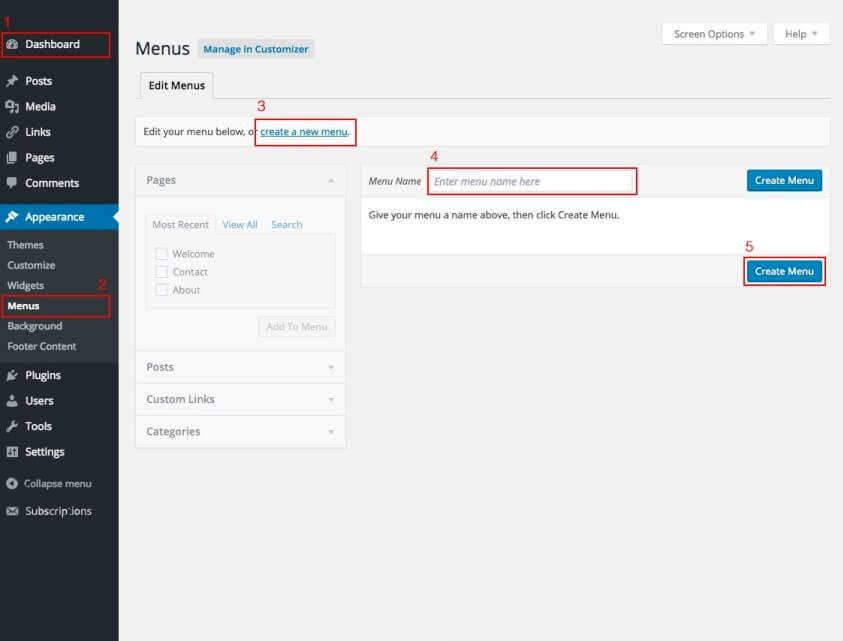 1
Dashboard
Posts
Media
Links
Pages
Comments
Appearance
Themes
Customize
Widgets
2
Menus
Background
Footer Content
Plugins
Users
Tools
Settings
Collapse menu
Subscriptions
Screen Options
Help
Menus
Manage in Customizer
Edit Menus
3
Edit your menu below, or create a new menu.
Pages
Most Recent
View All
Search
Welcome
Contact
About
Add To Menu
Posts
Custom Links
Categories
4
Menu Name
Enter menu name here
Create Menu
Give your menu a name above, then click Create Menu.
5
Create Menu